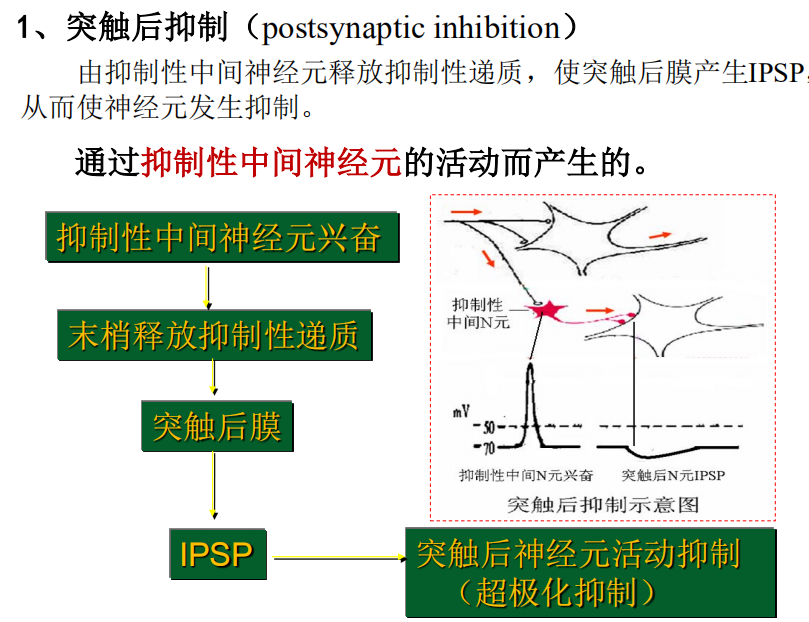 1、突触后抑制（postsynaptic inhibition）
由抑制性中间神经元释放抑制性递质，使突触后膜产生IPSP，
从而使神经元发生抑制。
通过抑制性中间神经元的活动而产生的。
抑制性中间神经元兴奋
末梢释放抑制性递质
突触后膜
IPSP
突触后神经元活动抑制
（超极化抑制）
抑制性
中间N元
mV
-50
-70
抑制性中间N元兴奋
突触后N元IPSP
突触后抑制示意图